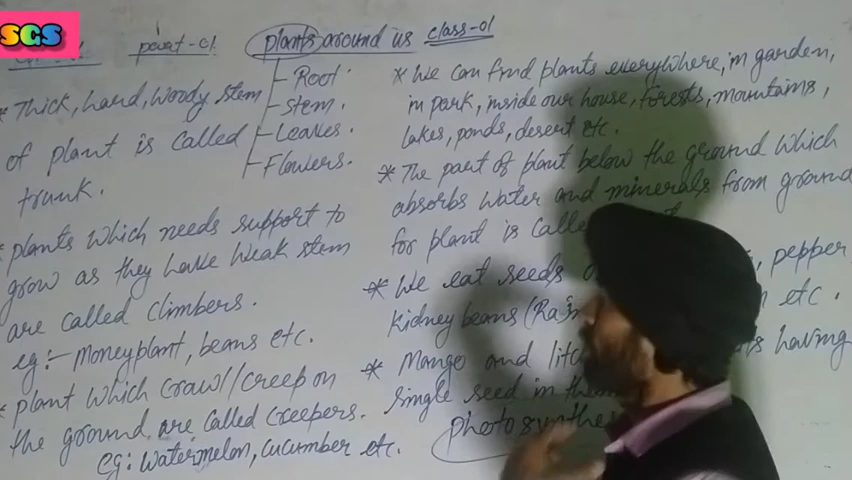 SGS
part-01
plants around us class-01
Root.
Stem.
Leaves.
Flowers.
* Thick, hard, woody stem
of plant is called
trunk.
* plants which needs support to
grow as they have weak stem
are called climbers.
eg:- Moneyplant, beans etc.
* plant which crawl/creep on
the ground are called creepers.
eg: watermelon, cucumber etc.
* We can find plants everywhere, in garden,
in park, inside our house, forests, mountains,
lakes, ponds, desert etc.
* The part of plant below the ground which
absorbs water and minerals from ground
for plant is called
* We eat seeds , pepper
Kidney beans etc.
* Mango and having
single seed in